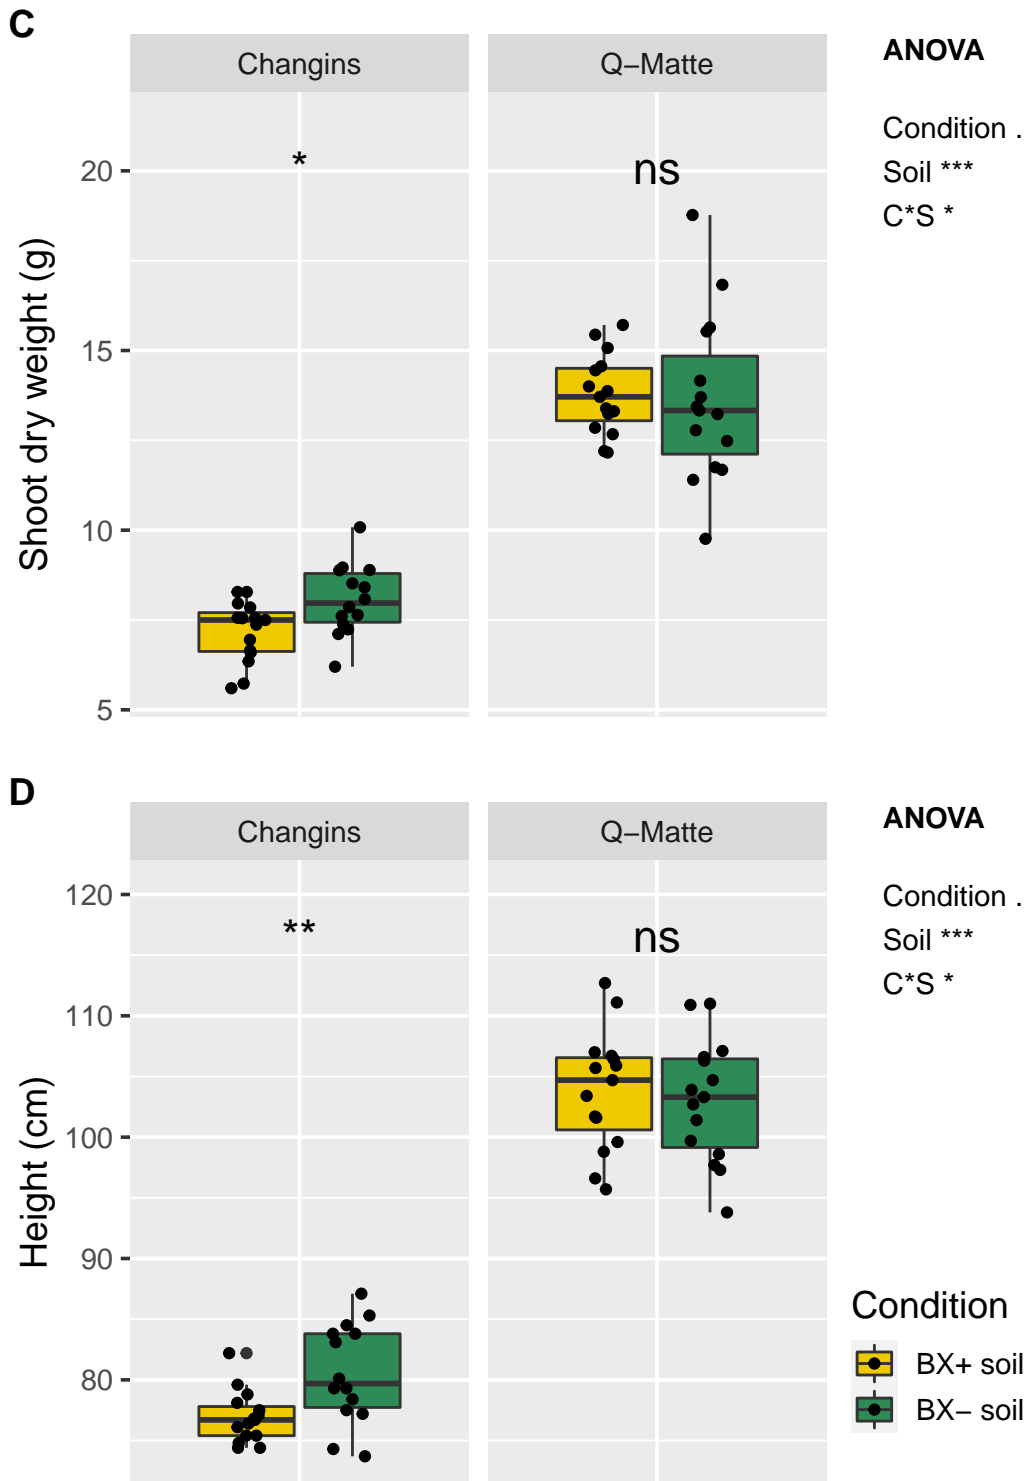 C
Changins
Q−Matte
ANOVA
Condition .
Soil ***
C*S *
*
ns
20
15
10
5
Shoot dry weight (g)
D
Changins
Q−Matte
ANOVA
Condition .
Soil ***
C*S *
**
ns
120
110
100
90
80
Height (cm)
Condition
BX+ soil
BX− soil